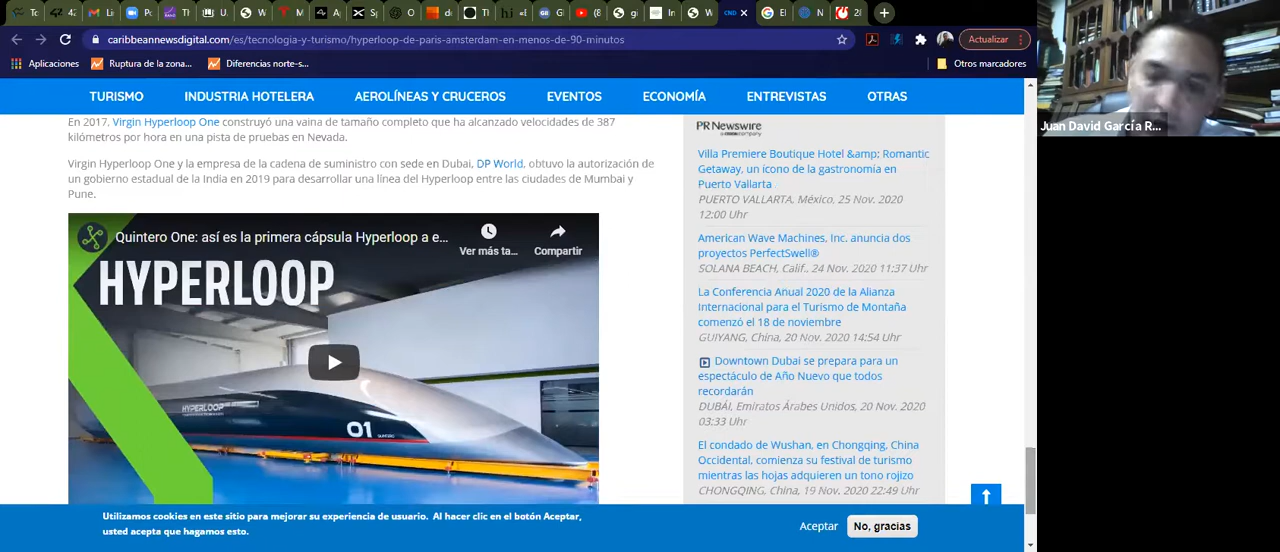 caribbeannewsdigital.com/es/tecnologia-y-turismo/hyperloop-de-paris-amsterdam-en-menos-de-90-minutos
Actualizar
Aplicaciones
Ruptura de la zona...
Diferencias norte-s...
Otros marcadores
TURISMO
INDUSTRIA HOTELERA
AEROLÍNEAS Y CRUCEROS
EVENTOS
ECONOMÍA
ENTREVISTAS
OTRAS
En 2017, Virgin Hyperloop One construyó una vaina de tamaño completo que ha alcanzado velocidades de 387
kilómetros por hora en una pista de pruebas en Nevada.
Virgin Hyperloop One y la empresa de la cadena de suministro con sede en Dubai, DP World, obtuvo la autorización de
un gobierno estadual de la India en 2019 para desarrollar una línea del Hyperloop entre las ciudades de Mumbai y
Pune.
Quintero One: así es la primera cápsula Hyperloop a e...
Ver más ta...
Compartir
HYPERLOOP
HYPERLOOP
01
PR Newswire
Villa Premiere Boutique Hotel &amp; Romantic
Getaway, un ícono de la gastronomía en
Puerto Vallarta
PUERTO VALLARTA, México, 25 Nov. 2020
12:00 Uhr
American Wave Machines, Inc. anuncia dos
proyectos PerfectSwell®
SOLANA BEACH, Calif., 24 Nov. 2020 11:37 Uhr
La Conferencia Anual 2020 de la Alianza
Internacional para el Turismo de Montaña
comenzó el 18 de noviembre
GUIYANG, China, 20 Nov. 2020 14:54 Uhr
Downtown Dubai se prepara para un
espectáculo de Año Nuevo que todos
recordarán
DUBÁI, Emiratos Árabes Unidos, 20 Nov. 2020
03:33 Uhr
El condado de Wushan, en Chongqing, China
Occidental, comienza su festival de turismo
mientras las hojas adquieren un tono rojizo
CHONGQING, China, 19 Nov. 2020 22:49 Uhr
Utilizamos cookies en este sitio para mejorar su experiencia de usuario. Al hacer clic en el botón Aceptar,
usted acepta que hagamos esto.
Aceptar
No, gracias
Juan David García R...